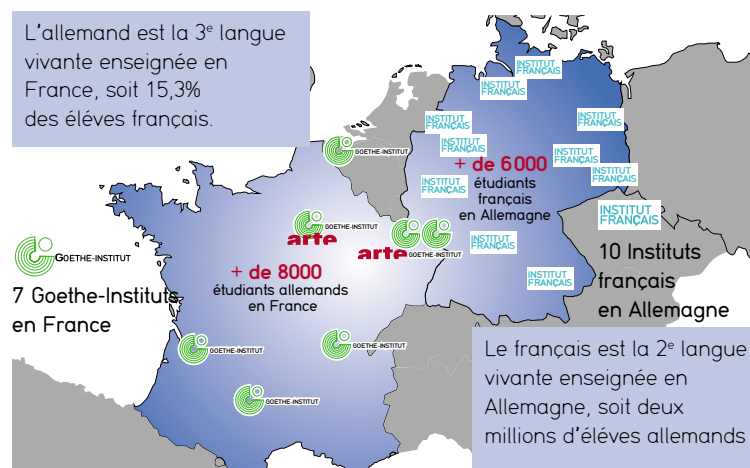 L'allemand est la 3e langue
vivante enseignée en
France, soit 15,3%
des éléves français.
INSTITUT
FRANÇAIS
INSTITUT
FRANÇAIS
INSTITUT
FRANÇAIS
INSTITUT
FRANÇAIS
INSTITUT
FRANÇAIS
GOETHE-INSTITUT
INSTITUT
FRANÇAIS
+ de 6 000
étudiants
français
en Allemagne
INSTITUT
FRANÇAIS
INSTITUT
FRANÇAIS
INSTITUT
FRANÇAIS
10 Instituts
français
en Allemagne
GOETHE-INSTITUT
arte
arte
GOETHE-INSTITUT
INSTITUT
FRANÇAIS
GOETHE-INSTITUT
7 Goethe-Instituts
en France
+ de 8000
étudiants allemands
en France
INSTITUT
FRANÇAIS
GOETHE-INSTITUT
GOETHE-INSTITUT
GOETHE-INSTITUT
Le français est la 2e langue
vivante enseignée en
Allemagne, soit deux
millions d'éléves allemands